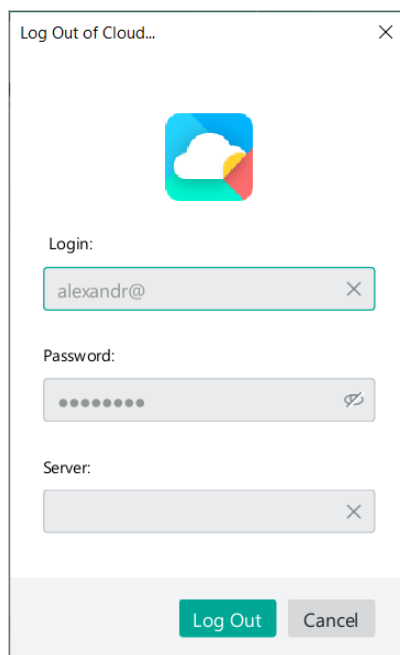 Log Out of Cloud...
Login:
alexandr@
Password:
●●●●●●●●
Server:
Log Out Cancel